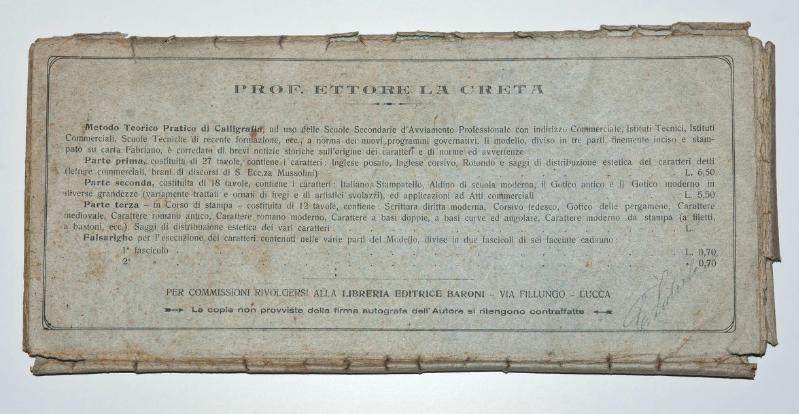 PROF. ETTORE LA CRETA
Metodo Teorico Pratico di Calligrafia, ad uso delle Scuole Secondarie d'Avviamento Professionale con indirizzo Commerciale, Istituti Tecnici, Istituti
Commerciali, Scuole Tecniche di recente formazione, ecc., a norma dei nuovi programmi governativi. Il modello, diviso in tre parti finemente inciso e stam-
pato su carta Fabriano, è corredato di brevi notizie storiche sull'origine dei caratteri e di norme ed avvertenze
Parte prima, costituita di 27 tavole, contiene i caratteri: Inglese posato, Inglese corsivo, Rotondo e saggi di distribuzione estetica dei caratteri detti
(lettere commerciali, brani di discorsi di S. Ecc.za Mussolini) L. 6,50
Parte seconda, costituita di 18 tavole, contiene i caratteri: Italiano, Stampatello, Aldino di scuola moderna, il Gotico antico e il Gotico moderno in
diverse grandezze (variamente trattati e ornati di fregi e di artistici svolazzi), ed applicazioni ad Atti commerciali L. 5,50
Parte terza - in Corso di stampa - costituita di 12 tavole, contiene: Scrittura diritta moderna, Corsivo tedesco, Gotico delle pergamene, Carattere
medioevale, Carattere romano antico, Carattere romano moderno, Carattere a basi doppie, a basi curve ed angolare, Carattere moderno da stampa (a filetti,
a bastoni, ecc.). Saggi di distribuzione estetica dei vari caratteri L.
Falsarighe per l'esecuzione dei caratteri contenuti nelle varie parti del Modello, divise in due fascicoli di sei facciate caduno:
1º fascicolo L. 0,70
2º » 0,70
PER COMMISSIONI RIVOLGERSI ALLA LIBRERIA EDITRICE BARONI - VIA FILLUNGO - LUCCA
Le copie non provviste della firma autografa dell'Autore si ritengono contraffatte